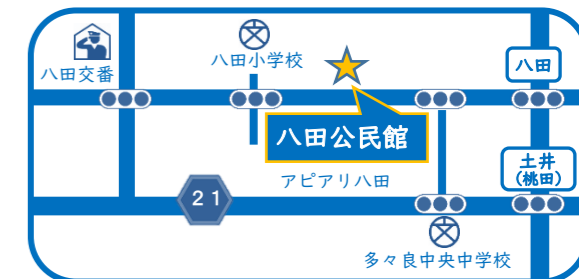 八田交番
八田小学校
八田
八田公民館
土井
(桃田)
アピアリ八田
21
多々良中央中学校